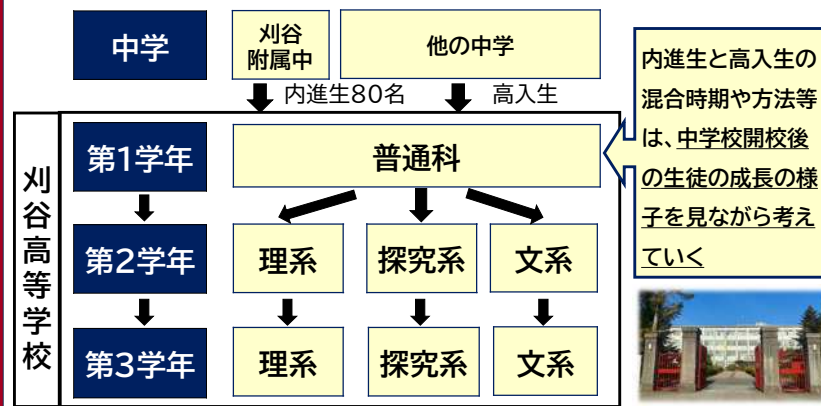 中学
刈谷
附属中
他の中学
内進生80名
高入生
刈谷高等学校
第1学年
普通科
第2学年
理系
探究系
文系
第3学年
理系
探究系
文系
内進生と高入生の
混合時期や方法等
は、中学校開校後
の生徒の成長の様
子を見ながら考え
ていく